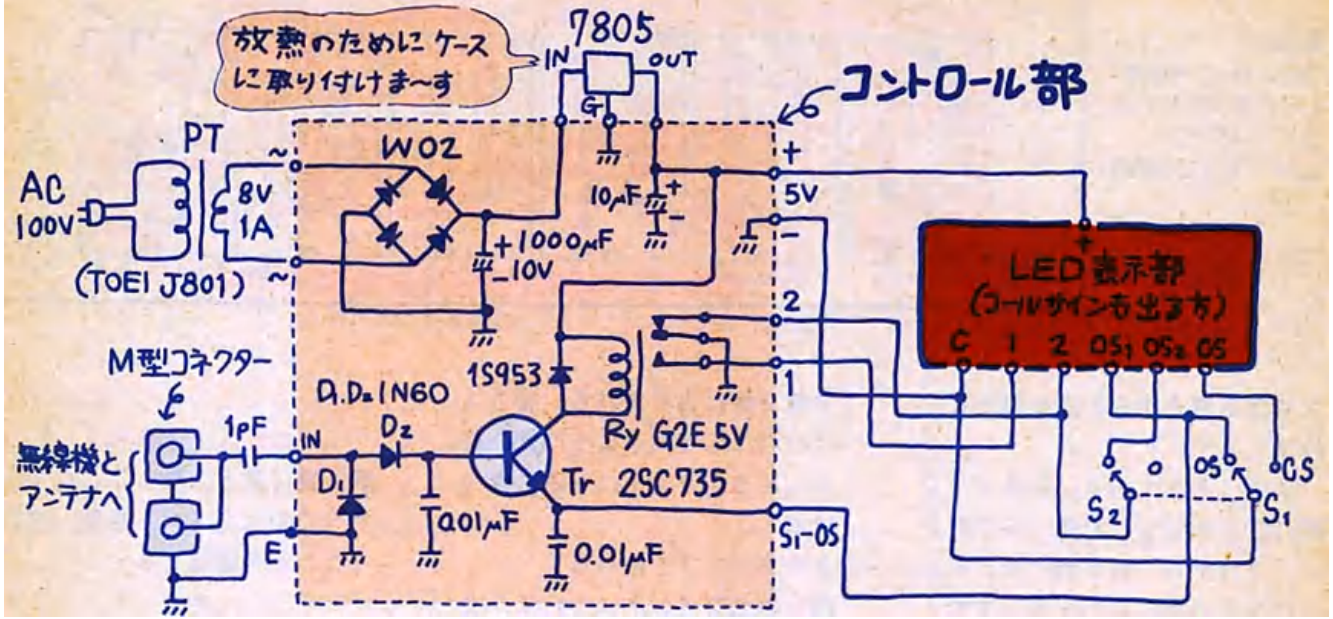 放熱のためにケース
に取り付けま〜す
7805
IN
OUT
G
コントロール部
PT
AC
100V
8V
1A
(TOEI J801)
~
~
W02
+1000μF
-10V
10μF
+
-
+
5V
-
LED表示部
(コールサインも出る方)
+
C 1 2 OS₁ OS₂ OS
2
1
M型コネクター
無線機と
アンテナへ
1pF
IN
E
D₁.D₂ 1N60
D₂
D₁
0.01μF
1S953
Ry G2E 5V
Tr 2SC735
0.01μF
S₁-OS
O
OS
CS
S₂
S₁